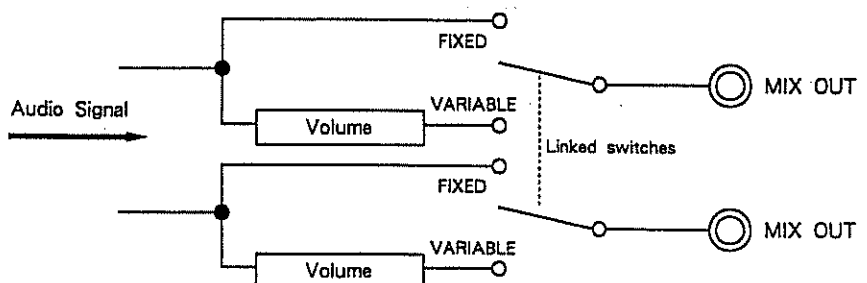 FIXED
MIX OUT
Audio Signal
VARIABLE
Volume
Linked switches
FIXED
MIX OUT
VARIABLE
Volume